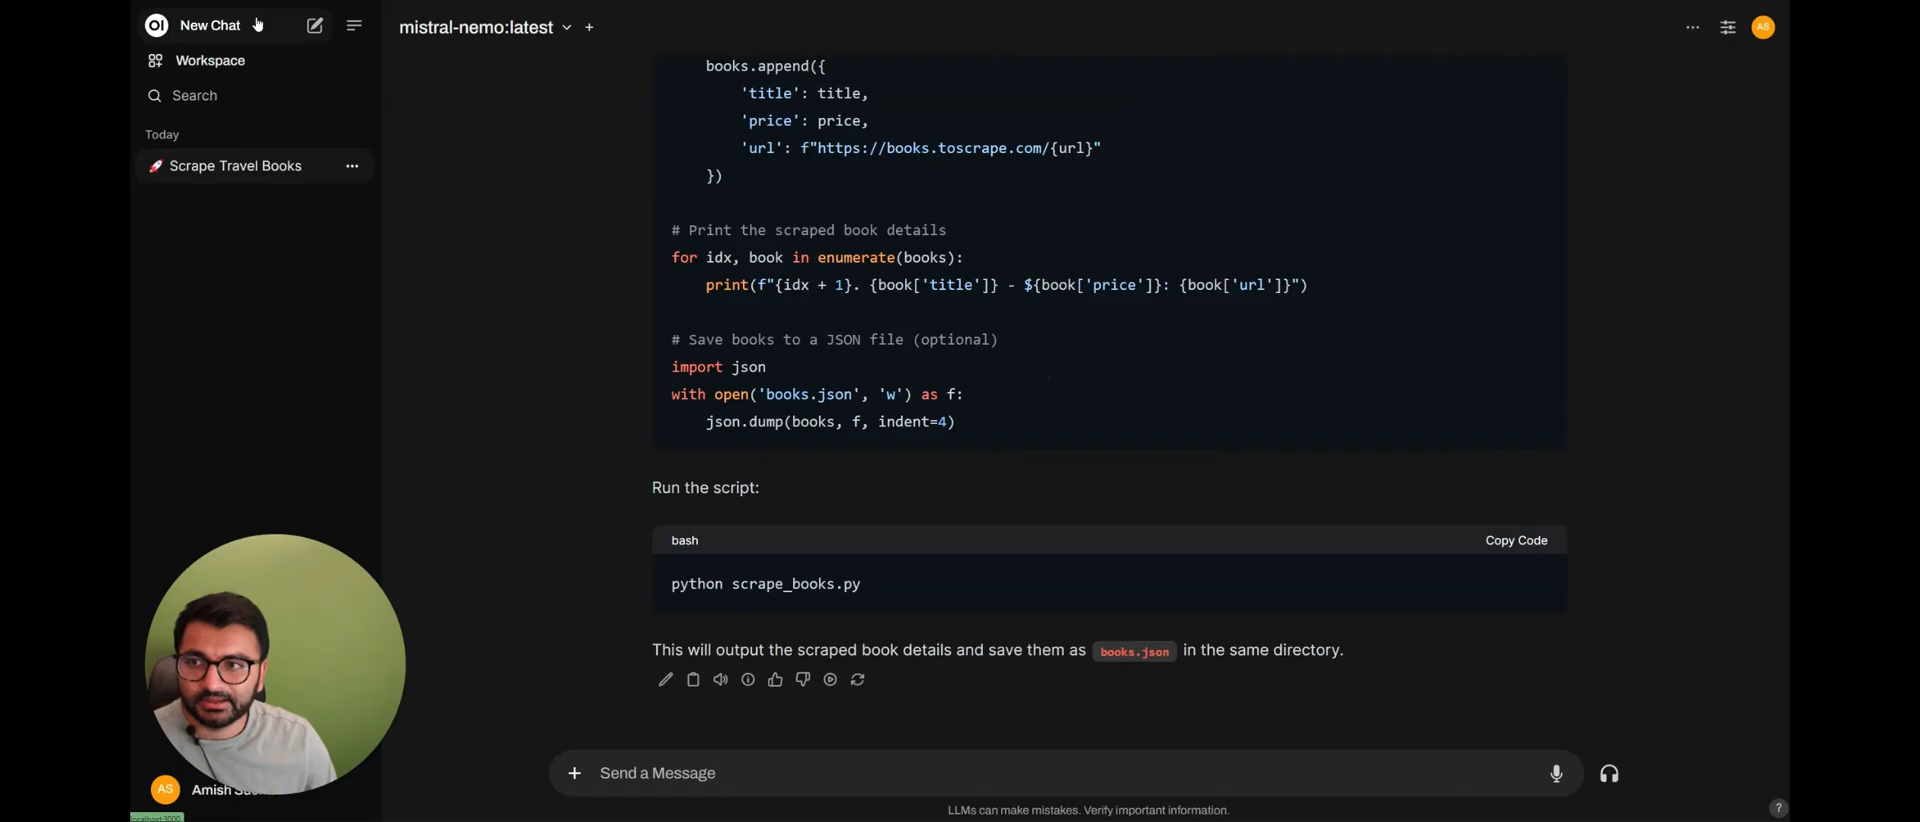 OI New Chat
Workspace
Search
Today
🚀 Scrape Travel Books
mistral-nemo:latest
AS
books.append({
'title': title,
'price': price,
'url': f"https://books.toscrape.com/{url}"
})
# Print the scraped book details
for idx, book in enumerate(books):
print(f"{idx + 1}. {book['title']} - ${book['price']}: {book['url']}")
# Save books to a JSON file (optional)
import json
with open('books.json', 'w') as f:
json.dump(books, f, indent=4)
Run the script:
bash
Copy Code
python scrape_books.py
This will output the scraped book details and save them as books.json in the same directory.
Send a Message
AS Amish
LLMs can make mistakes. Verify important information.
?
localhost:3000